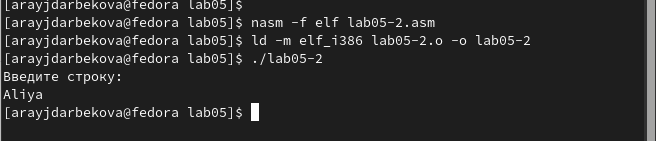 [arayjdarbekova@fedora lab05]$
[arayjdarbekova@fedora lab05]$ nasm -f elf lab05-2.asm
[arayjdarbekova@fedora lab05]$ ld -m elf_i386 lab05-2.o -o lab05-2
[arayjdarbekova@fedora lab05]$ ./lab05-2
Введите строку:
Aliya
[arayjdarbekova@fedora lab05]$